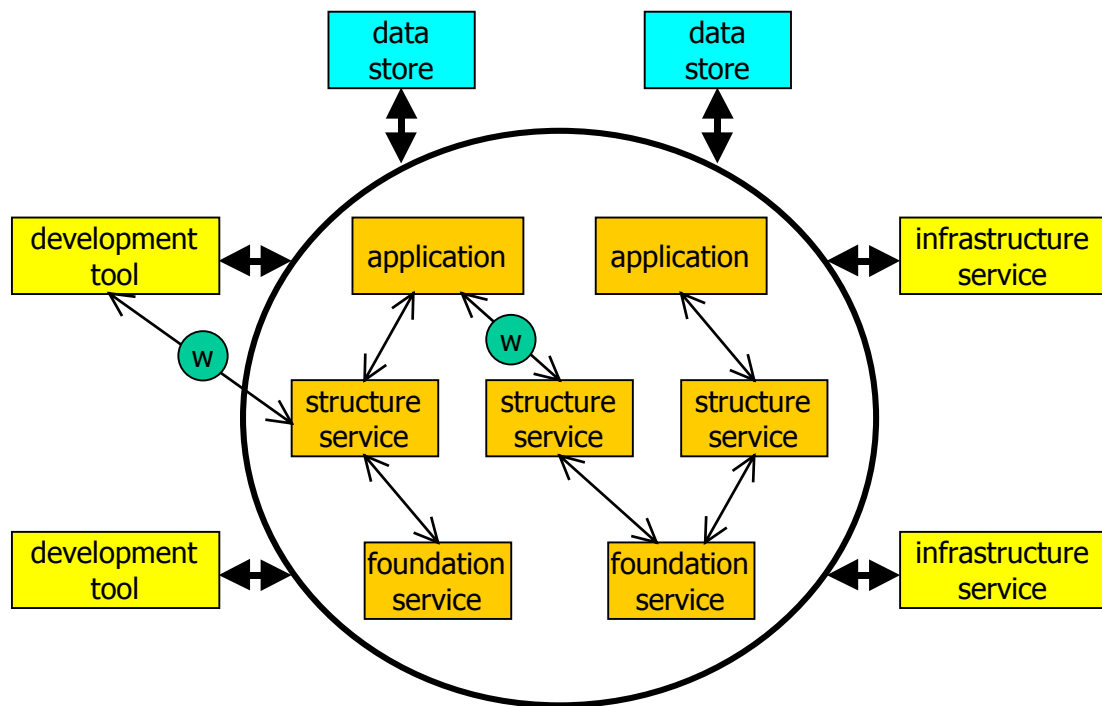 data
store
data
store
development
tool
application
application
infrastructure
service
w
w
structure
service
structure
service
structure
service
development
tool
foundation
service
foundation
service
infrastructure
service